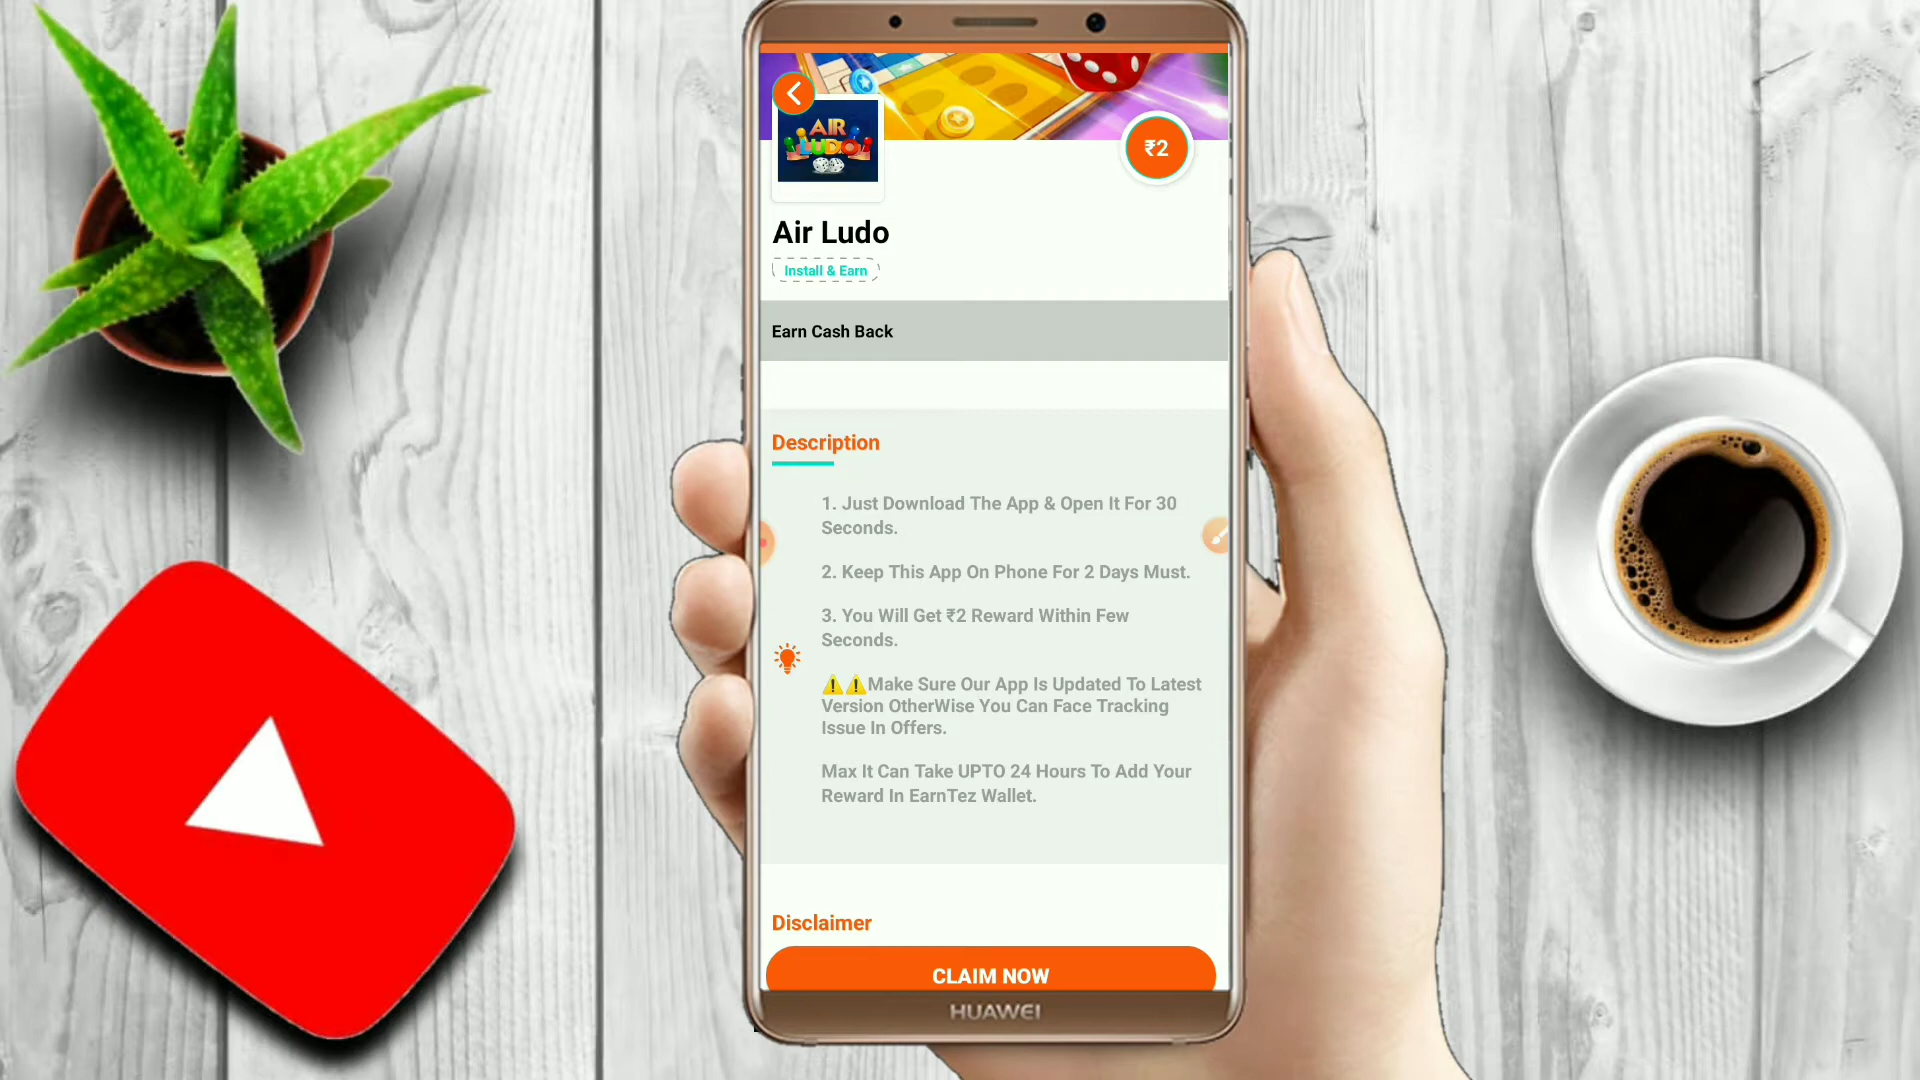 AIR
LUDO
₹2
Air Ludo
Install & Earn
Earn Cash Back
Description
1. Just Download The App & Open It For 30
Seconds.
2. Keep This App On Phone For 2 Days Must.
3. You Will Get ₹2 Reward Within Few
Seconds.
⚠️⚠️Make Sure Our App Is Updated To Latest
Version OtherWise You Can Face Tracking
Issue In Offers.
Max It Can Take UPTO 24 Hours To Add Your
Reward In EarnTez Wallet.
Disclaimer
CLAIM NOW
HUAWEI